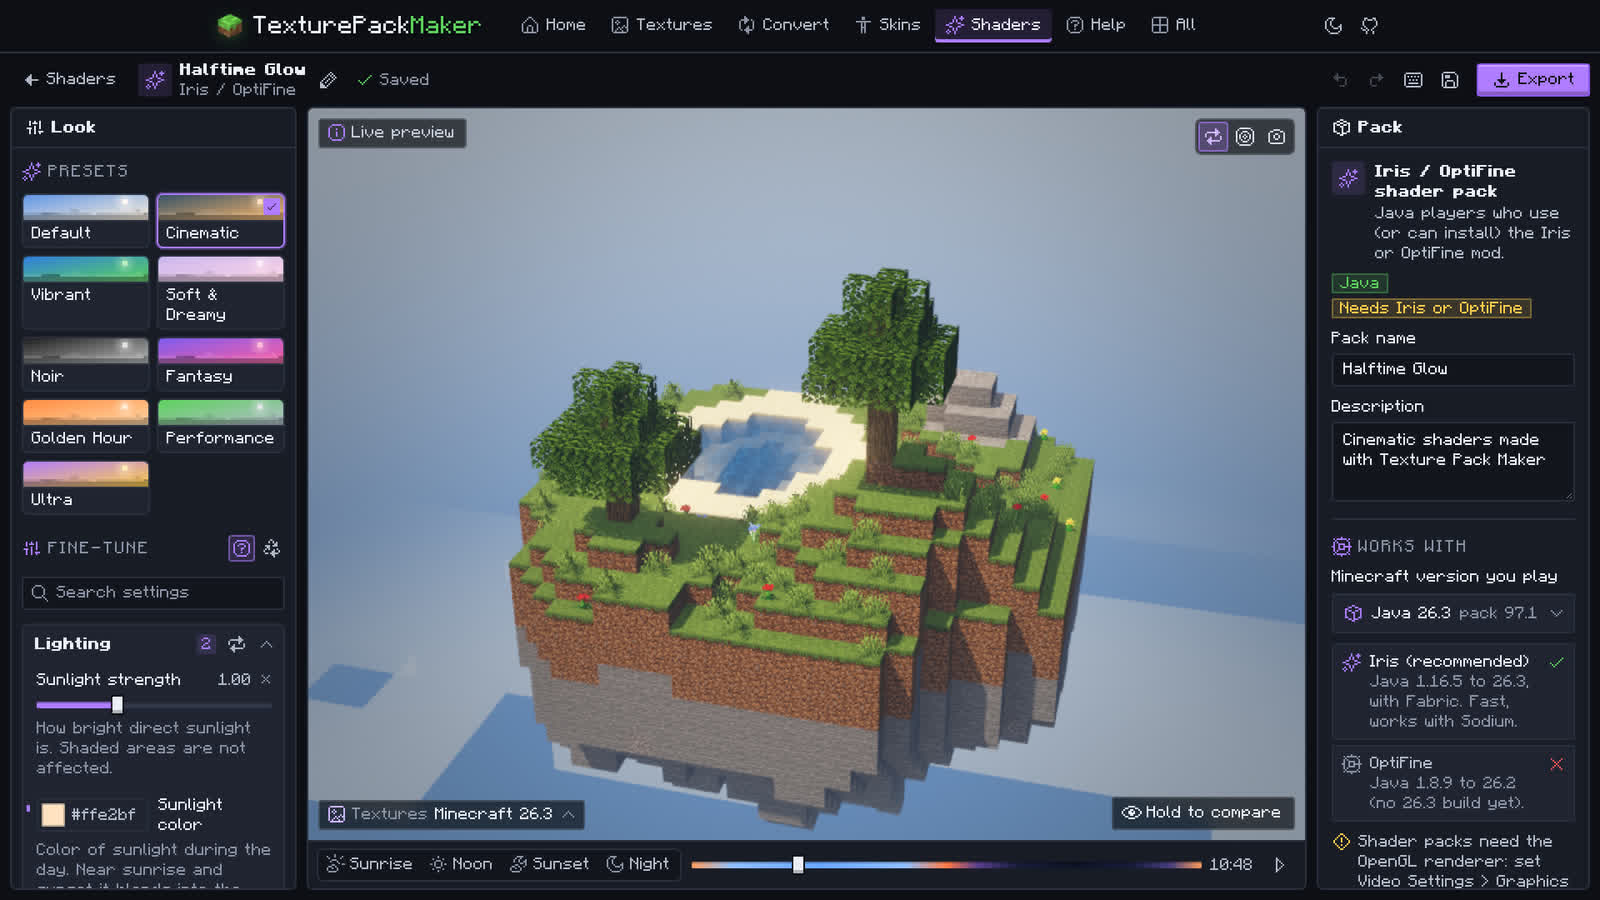 TexturePackMaker
Home
Textures
Convert
Skins
Shaders
Help
All
Shaders
Halftime Glow
Iris / OptiFine
Saved
Export
Look
PRESETS
Default
Cinematic
Vibrant
Soft &
Dreamy
Noir
Fantasy
Golden Hour
Performance
Ultra
FINE-TUNE
Search settings
Lighting 2
Sunlight strength 1.00
How bright direct sunlight
is. Shaded areas are not
affected.
#ffe2bf
Sunlight
color
Color of sunlight during the
day. Near sunrise and
sunset it blends into the
Live preview
Textures Minecraft 26.3
Hold to compare
Sunrise
Noon
Sunset
Night
10:48
Pack
Iris / OptiFine
shader pack
Java players who use
(or can install) the Iris
or OptiFine mod.
Java
Needs Iris or OptiFine
Pack name
Halftime Glow
Description
Cinematic shaders made
with Texture Pack Maker
WORKS WITH
Minecraft version you play
Java 26.3 pack 97.1
Iris (recommended)
Java 1.16.5 to 26.3,
with Fabric. Fast,
works with Sodium.
OptiFine
Java 1.8.9 to 26.2
(no 26.3 build yet).
Shader packs need the
OpenGL renderer: set
Video Settings > Graphics